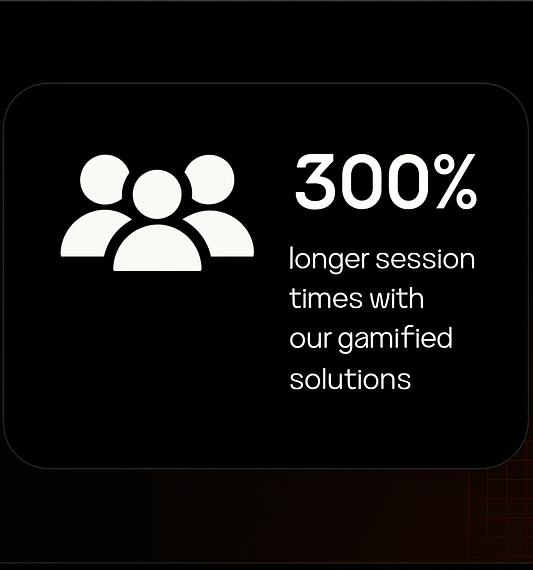 300%
longer session
times with
our gamified
solutions